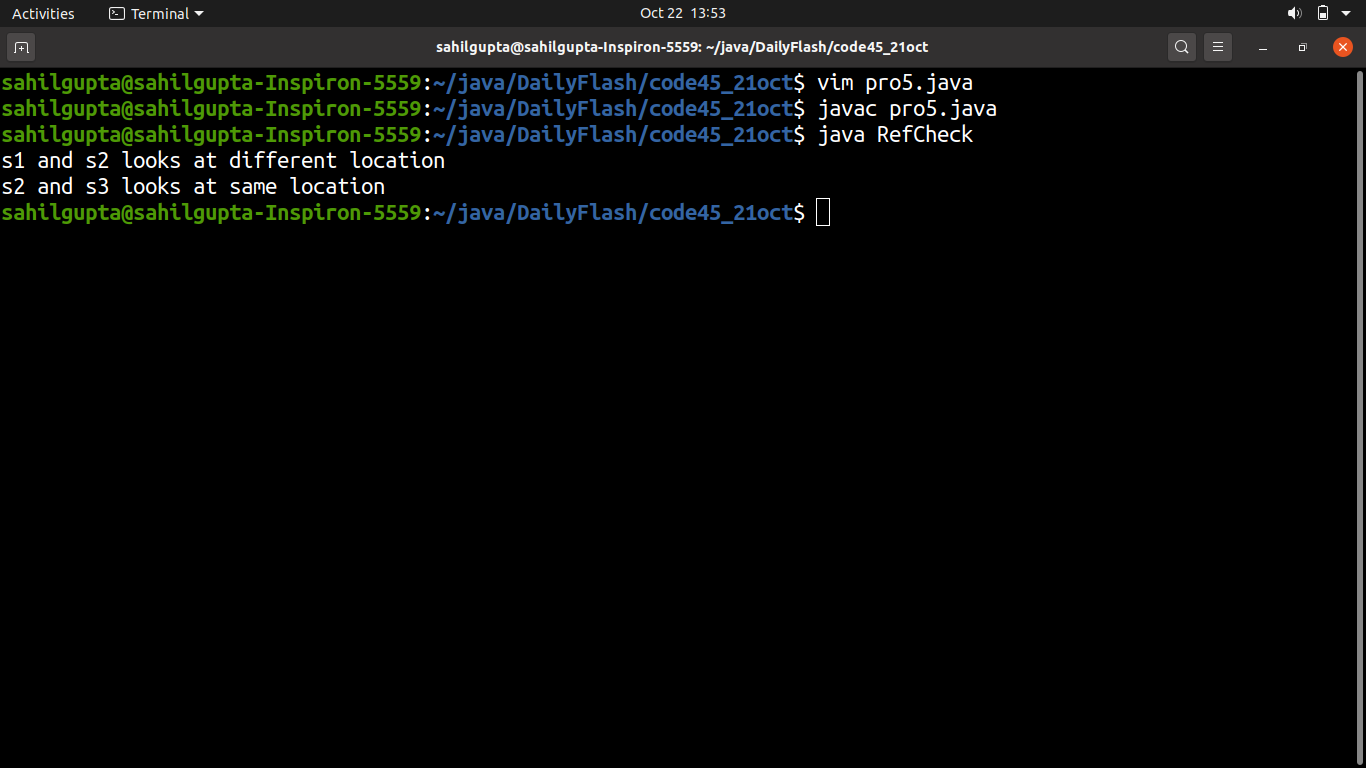 Activities Terminal Oct 22 13:53
sahilgupta@sahilgupta-Inspiron-5559: ~/java/DailyFlash/code45_21oct
sahilgupta@sahilgupta-Inspiron-5559:~/java/DailyFlash/code45_21oct$ vim pro5.java
sahilgupta@sahilgupta-Inspiron-5559:~/java/DailyFlash/code45_21oct$ javac pro5.java
sahilgupta@sahilgupta-Inspiron-5559:~/java/DailyFlash/code45_21oct$ java RefCheck
s1 and s2 looks at different location
s2 and s3 looks at same location
sahilgupta@sahilgupta-Inspiron-5559:~/java/DailyFlash/code45_21oct$